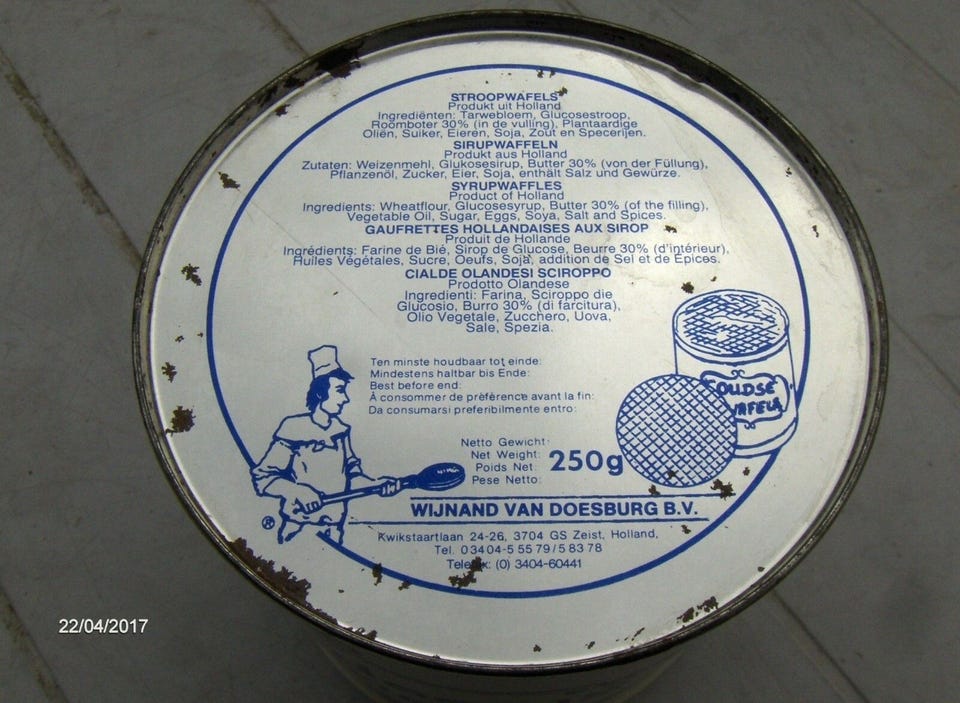 STROOPWAFELS
Produkt uit Holland
Ingrediënten: Tarwebloem, Glucosestroop,
Roomboter 30% (in de vulling), Plantaardige
Oliën, Suiker, Eieren, Soja, Zout en Specerijen.
SIRUPWAFFELN
Produkt aus Holland
Zutaten: Weizenmehl, Glukosesirup, Butter 30% (von der Füllung),
Pflanzenöl, Zucker, Eier, Soja, enthält Salz und Gewürze.
SYRUPWAFFLES
Product of Holland
Ingredients: Wheatflour, Glucosesyrup, Butter 30% (of the filling),
Vegetable Oil, Sugar, Eggs, Soya, Salt and Spices.
GAUFRETTES HOLLANDAISES AUX SIROP
Produit de Hollande
Ingrédients: Farine de Blé, Sirop de Glucose, Beurre 30% (d'intérieur),
Huiles Végétales, Sucre, Oeufs, Soja, addition de Sel et de Epices.
CIALDE OLANDESI SCIROPPO
Prodotto Olandese
Ingredienti: Farina, Sciroppo die
Glucosio, Burro 30% (di farcitura),
Olio Vegetale, Zucchero, Uova,
Sale, Spezia.
Ten minste houdbaar tot einde:
Mindestens haltbar bis Ende:
Best before end:
À consommer de préférence avant la fin:
Da consumarsi preferibilmente entro:
GOUDSE
WAFELS
Netto Gewicht:
Net Weight:
Poids Net:
Pese Netto:
250g
WIJNAND VAN DOESBURG B.V.
®
Kwikstaartlaan 24-26, 3704 GS Zeist, Holland,
Tel. 03404-5 55 79/5 83 78
(0) 3404-60441
22/04/2017